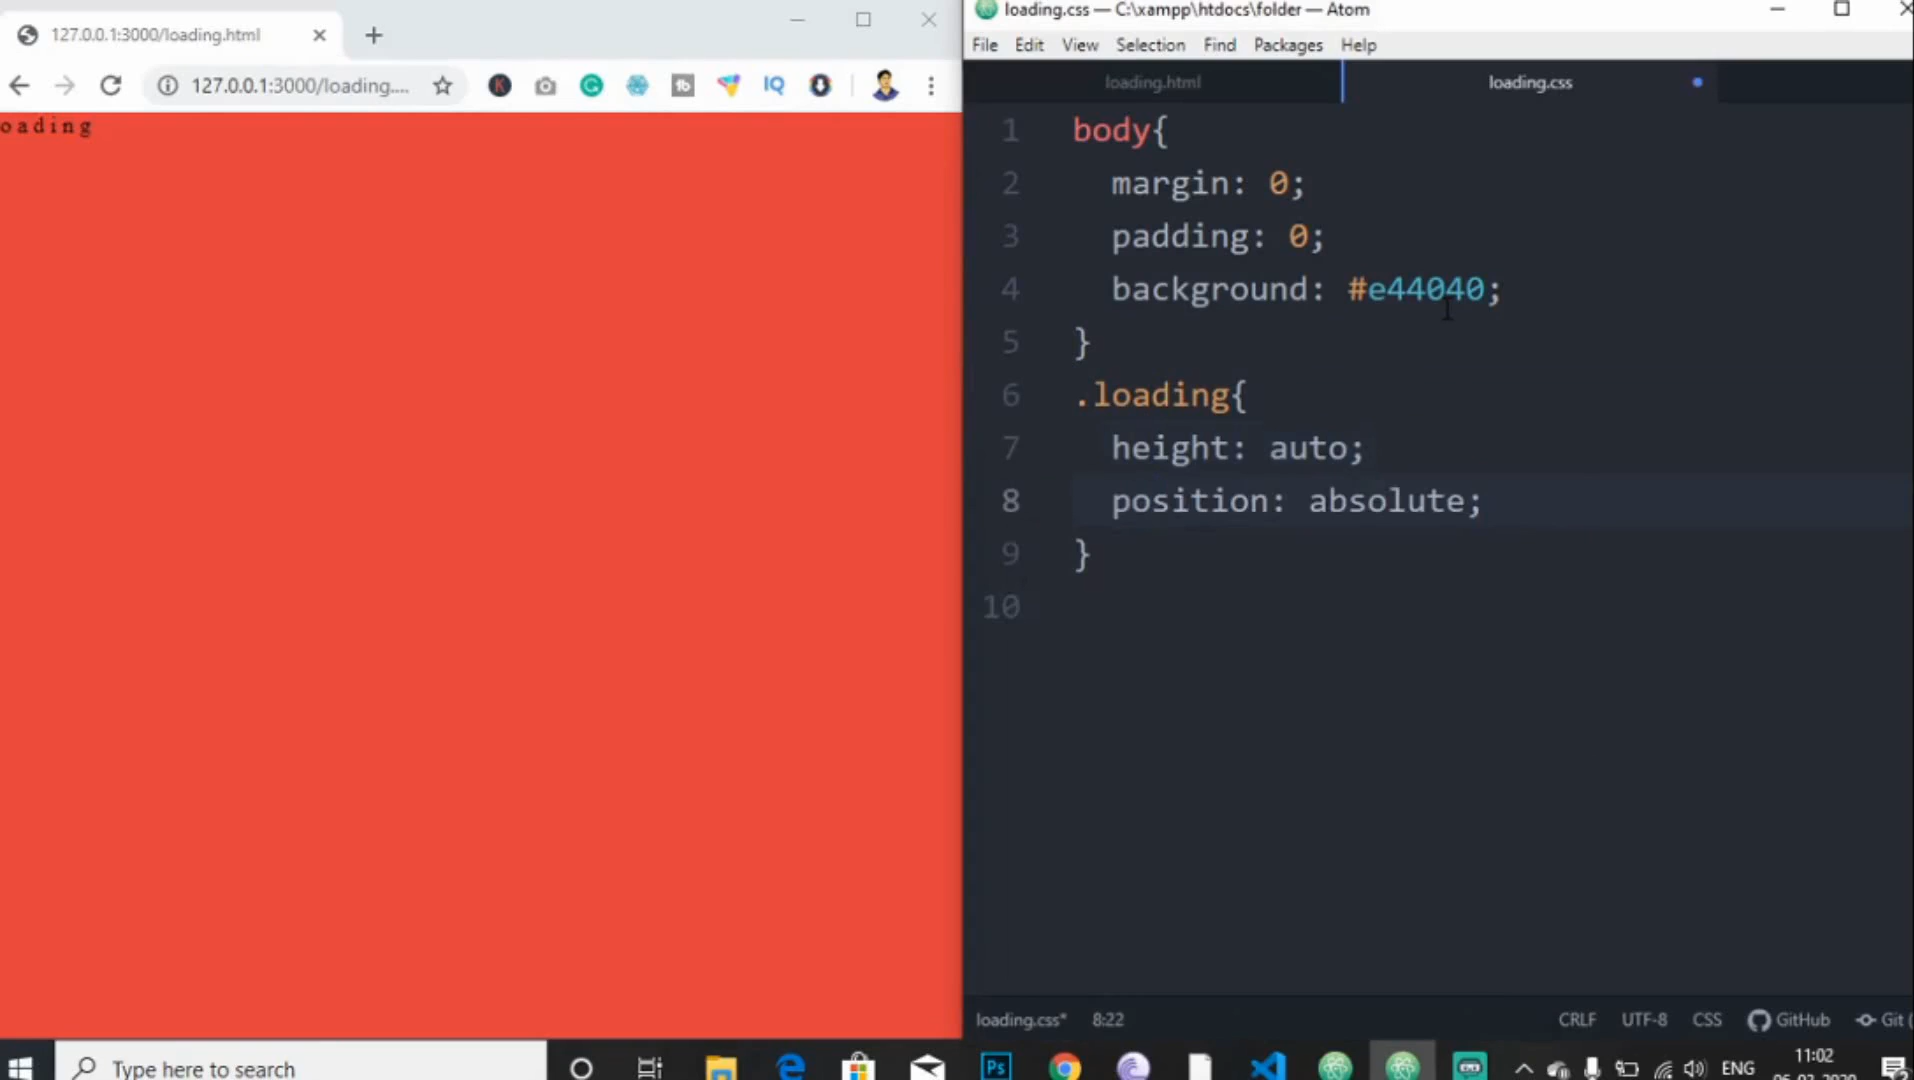 127.0.0.1:3000/loading.html
127.0.0.1:3000/loading....
IQ
oading
loading.css — C:\xampp\htdocs\folder — Atom
File Edit View Selection Find Packages Help
loading.html
loading.css
1 body{
2 margin: 0;
3 padding: 0;
4 background: #e44040;
5 }
6 .loading{
7 height: auto;
8 position: absolute;
9 }
10
loading.css* 8:22
CRLF UTF-8 CSS GitHub Git (
Type here to search
Ps
ENG
11:02